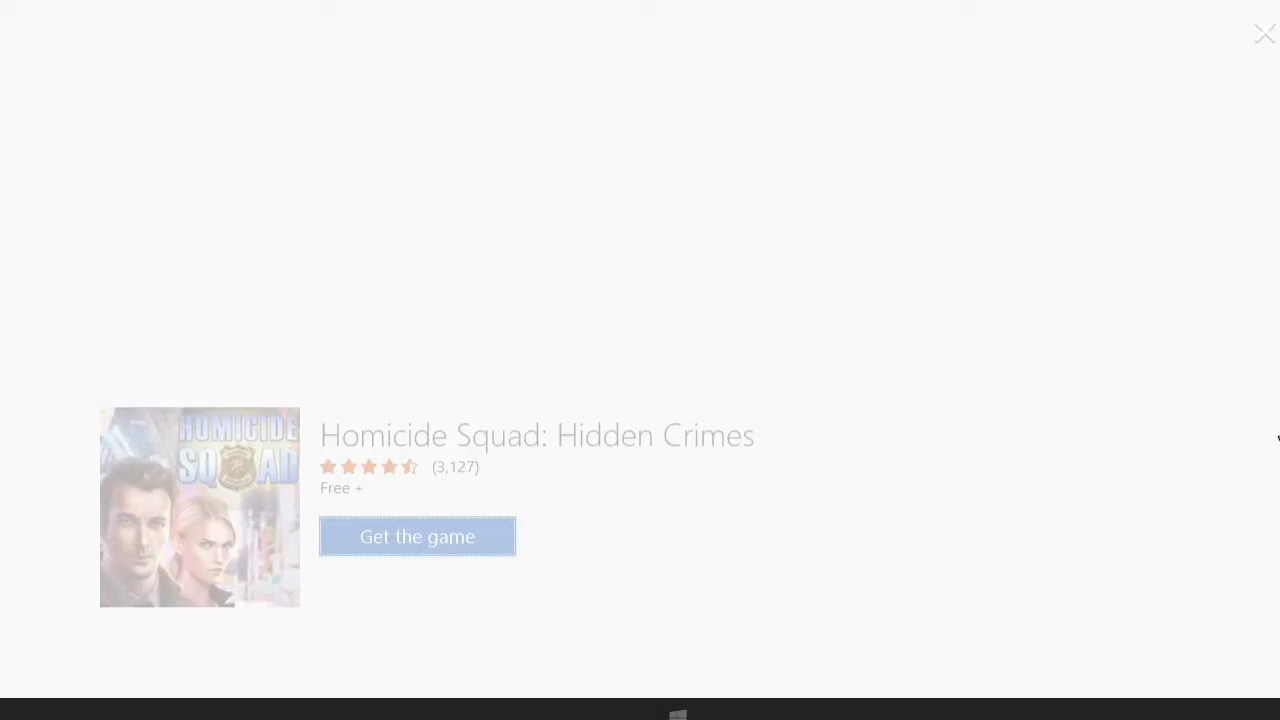 HOMICIDE
SQUAD
Homicide Squad: Hidden Crimes
(3,127)
Free +
Get the game